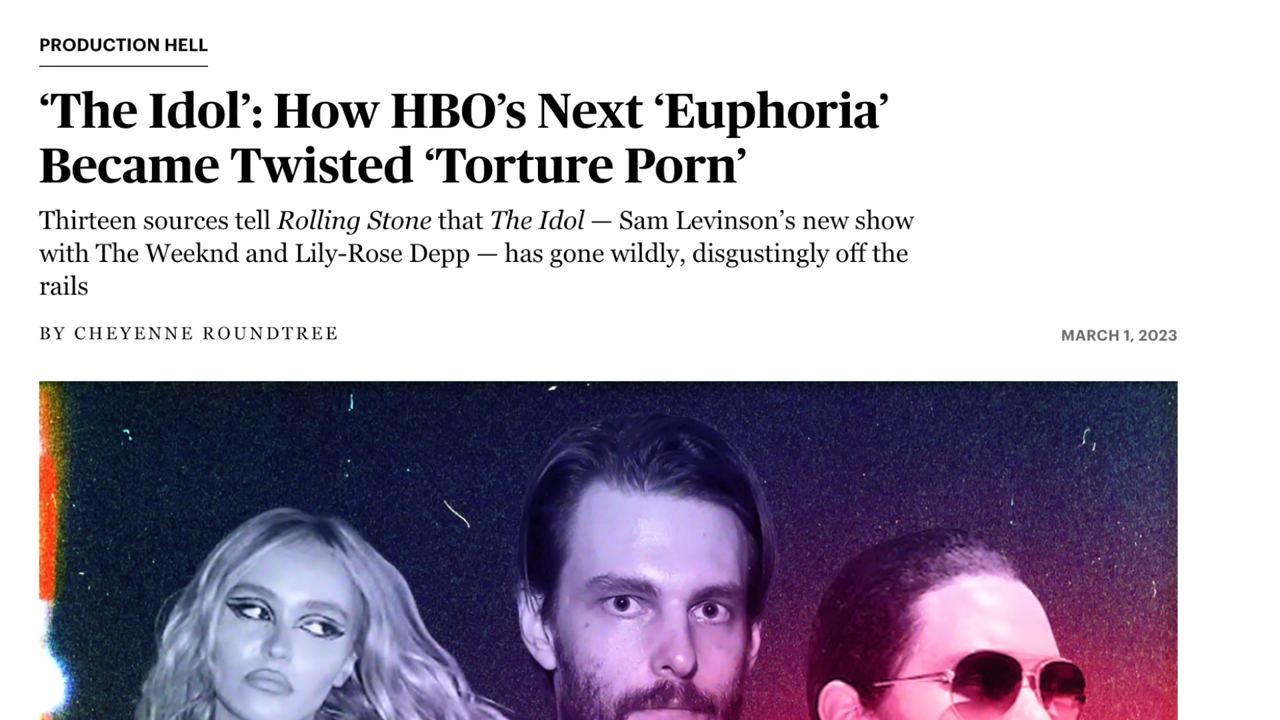 PRODUCTION HELL
‘The Idol’: How HBO’s Next ‘Euphoria’
Became Twisted ‘Torture Porn’
Thirteen sources tell Rolling Stone that The Idol — Sam Levinson’s new show
with The Weeknd and Lily-Rose Depp — has gone wildly, disgustingly off the
rails
BY CHEYENNE ROUNDTREE
MARCH 1, 2023